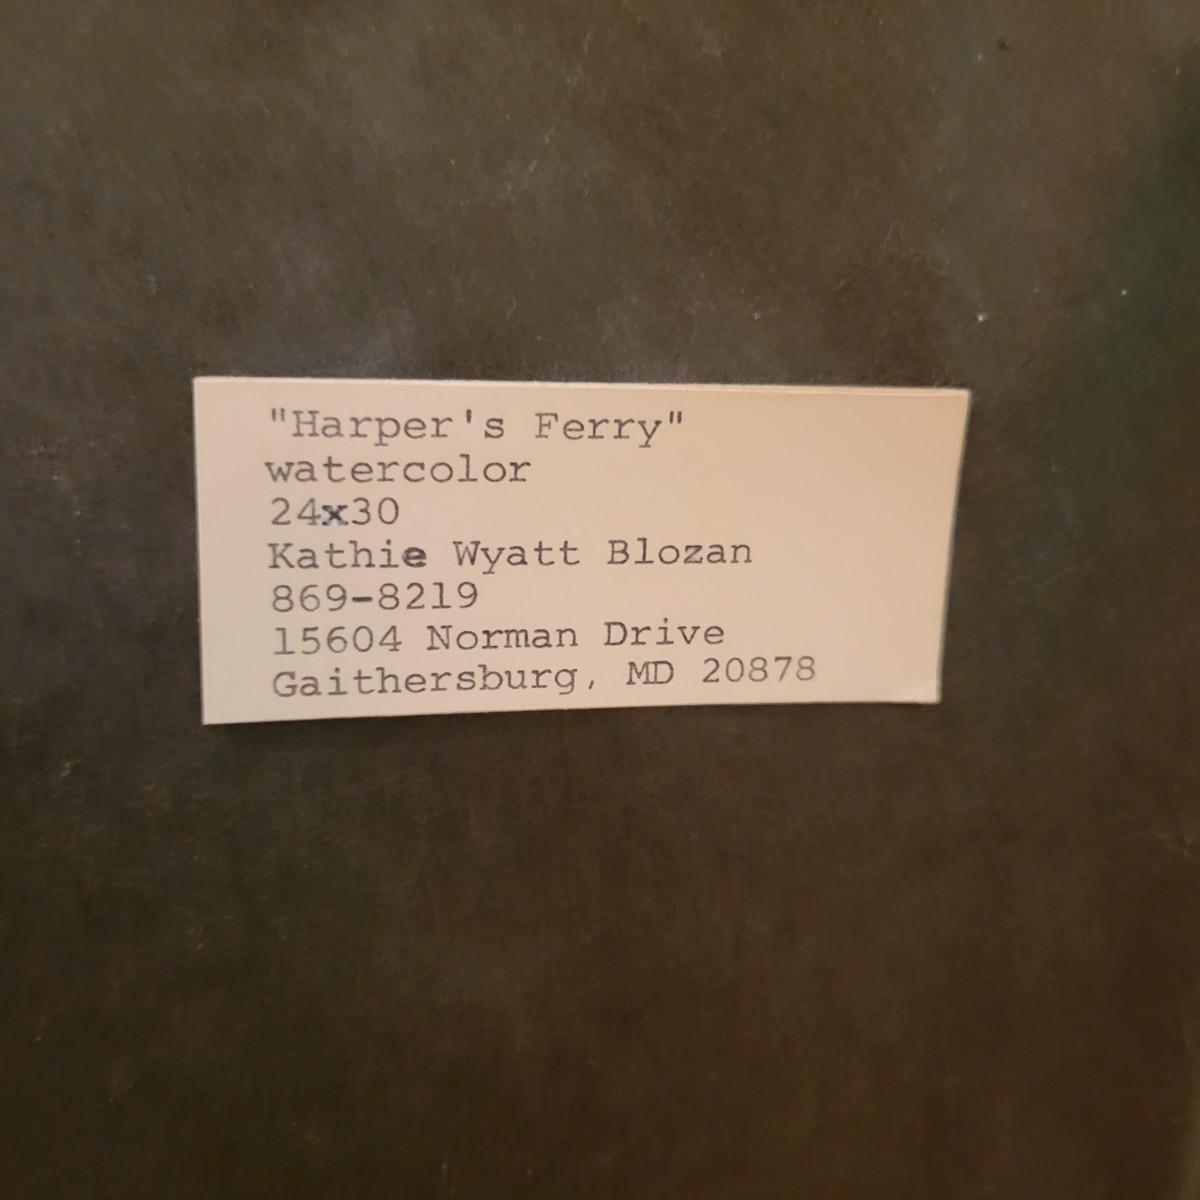 "Harper's Ferry"
watercolor
24x30
Kathie Wyatt Blozan
869-8219
15604 Norman Drive
Gaithersburg, MD 20878